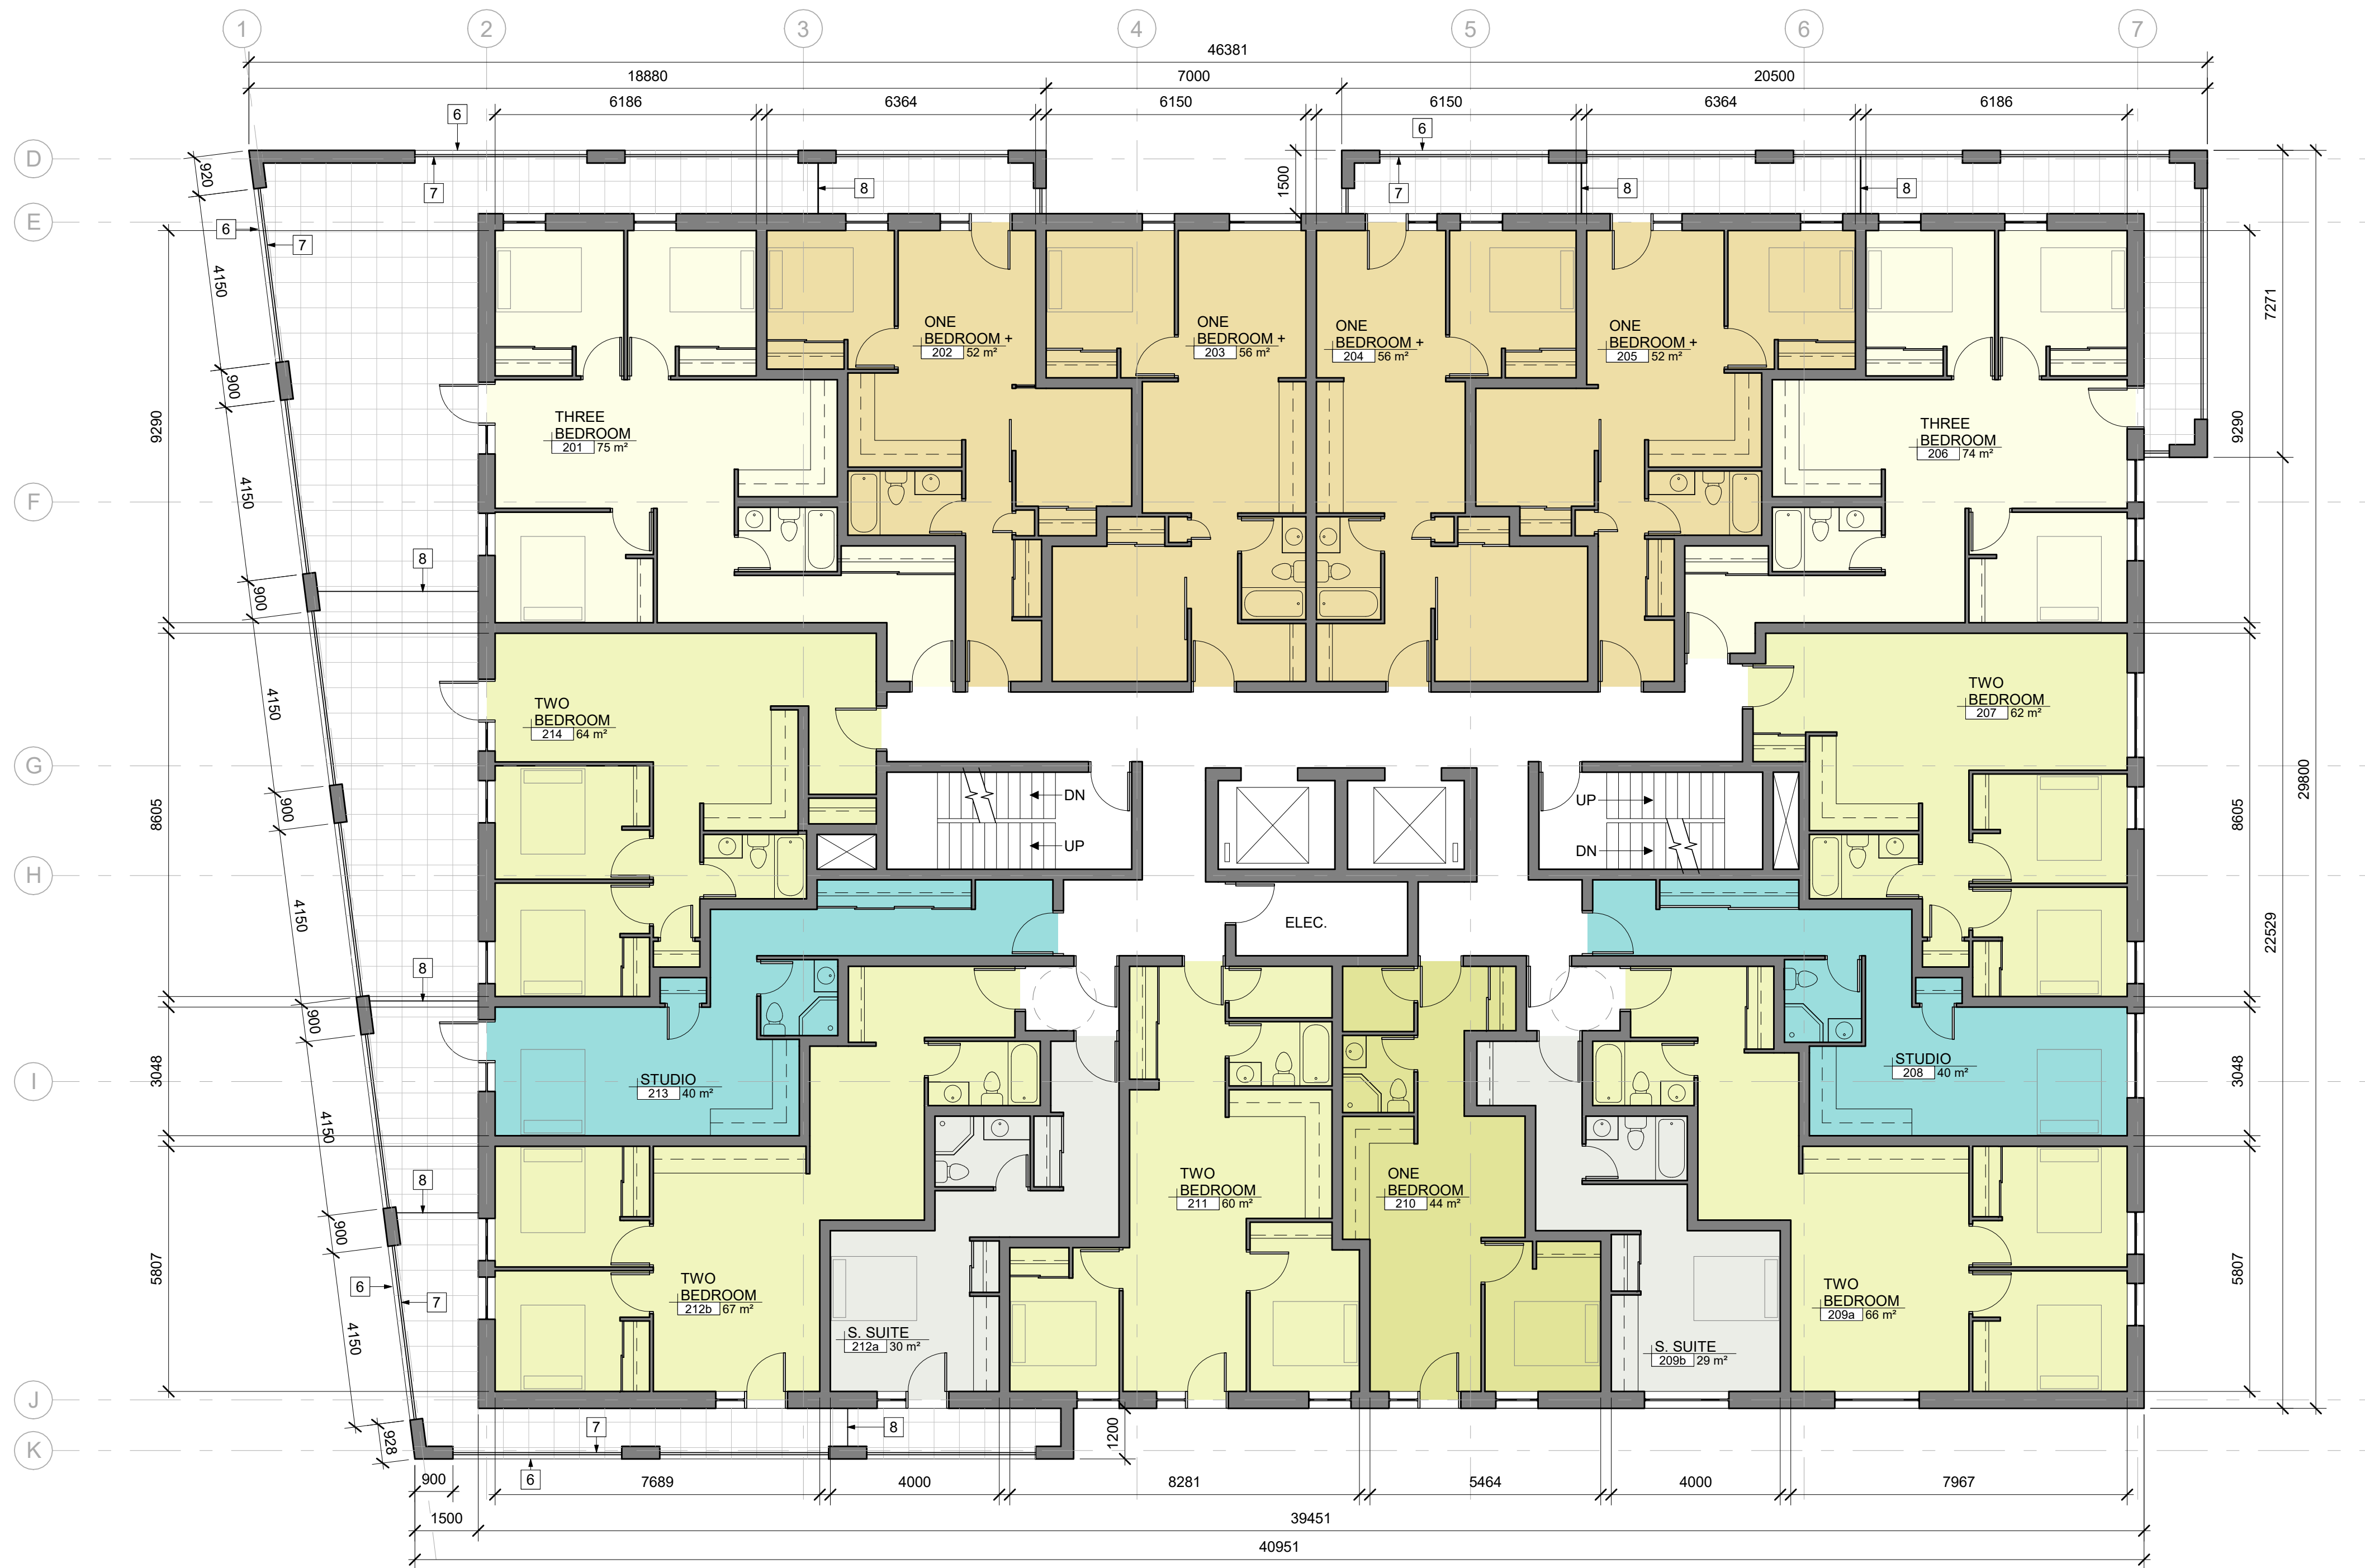 1 2 3 4 5 6 7
46381
18880 7000 20500
6186 6364 6150 6150 6364 6186
6 6
D
920
7 8
1500
7 8 8
E
6
7
4150
7271
ONE
BEDROOM +
202 52 m²
ONE
BEDROOM +
203 56 m²
ONE
BEDROOM +
204 56 m²
ONE
BEDROOM +
205 52 m²
900
9290
THREE
BEDROOM
201 75 m²
THREE
BEDROOM
206 74 m²
9290
4150
F
8
900
4150
TWO
BEDROOM
214 64 m²
TWO
BEDROOM
207 62 m²
G
29800
900
8605
DN
UP
UP
DN
8605
H
4150
ELEC.
22529
8
900
3048
I
STUDIO
213 40 m²
STUDIO
208 40 m²
3048
4150
8
TWO
BEDROOM
211 60 m²
ONE
BEDROOM
210 44 m²
900
5807
6
7
TWO
BEDROOM
212b 67 m²
TWO
BEDROOM
209a 66 m²
5807
4150
S. SUITE
212a 30 m²
S. SUITE
209b 29 m²
J
928
7
8
1200
K
6
900
7689 4000 8281 5464 4000 7967
1500 39451
40951